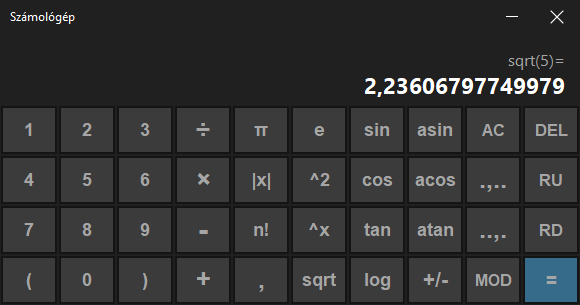 Számológép
sqrt(5)=
2,23606797749979
1 2 3 ÷ π e sin asin AC DEL
4 5 6 × |x| ^2 cos acos .,.. RU
7 8 9 - n! ^x tan atan ..,. RD
( 0 ) + , sqrt log +/- MOD =